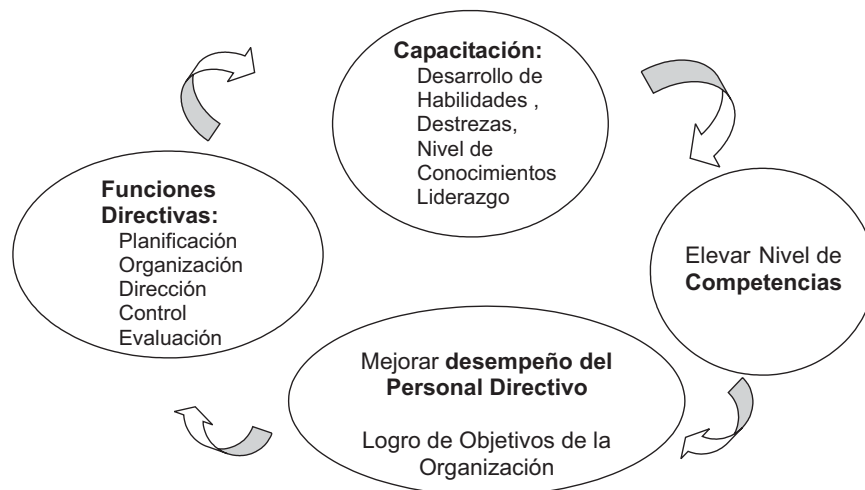 Capacitación:
Desarrollo de
Habilidades ,
Destrezas,
Nivel de
Conocimientos
Liderazgo
Funciones
Directivas:
Planificación
Organización
Dirección
Control
Evaluación
Elevar Nivel de
Competencias
Mejorar desempeño del
Personal Directivo
Logro de Objetivos de la
Organización